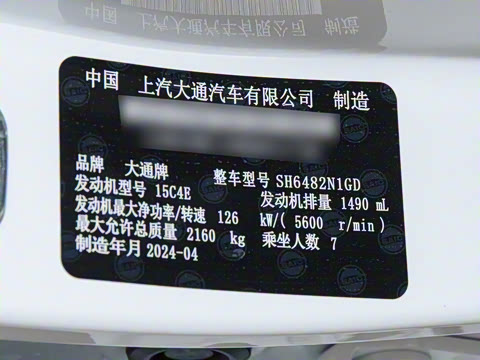 中国 上汽大通汽车有限公司 制造
品牌 大通牌 整车型号 SH6482N1GD
发动机型号 15C4E 发动机排量 1490 mL
发动机最大净功率/转速 126 kW/( 5600 r/min)
最大允许总质量 2160 kg 乘坐人数 7
制造年月 2024-04